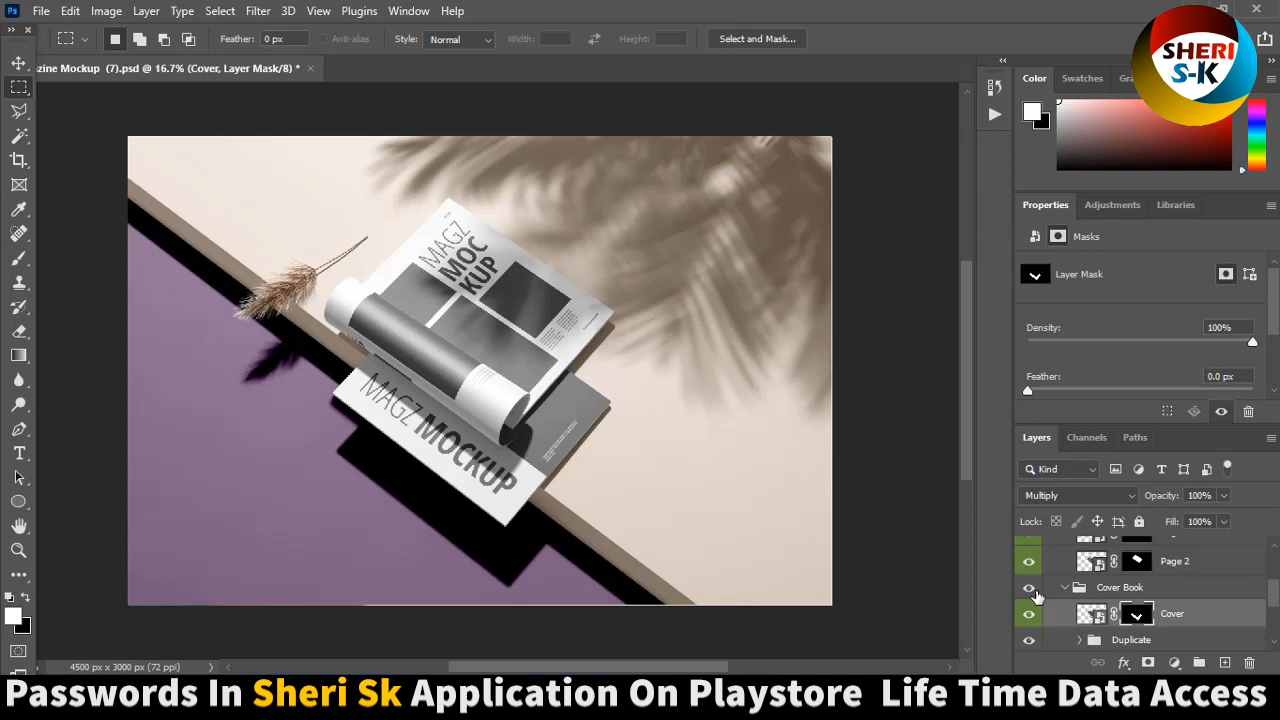 Ps File Edit Image Layer Type Select Filter 3D View Plugins Window Help
Feather: 0 px Anti-alias Style: Normal Width: Height: Select and Mask...
zine Mockup (7).psd @ 16.7% (Cover, Layer Mask/8) * ×
SHERI
S-K
Color Swatches Gra
Properties Adjustments Libraries
Masks
Layer Mask
Density: 100%
Feather: 0.0 px
Layers Channels Paths
Kind
Multiply Opacity: 100%
Lock: Fill: 100%
Page 2
Cover Book
Cover
Duplicate
MAGZ
MOC
KUP
MAGZ MOCKUP
4500 px x 3000 px (72 ppi)
Passwords In Sheri Sk Application On Playstore Life Time Data Access